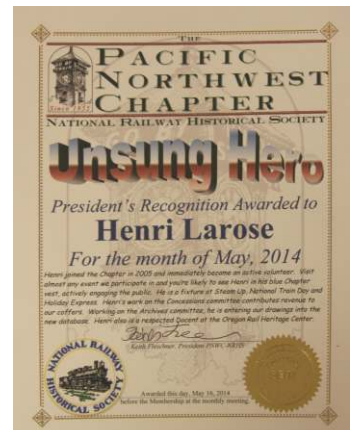 The
PACIFIC
NORTHWEST
CHAPTER
Since 1955
NATIONAL RAILWAY HISTORICAL SOCIETY
Unsung Hero
President's Recognition Awarded to
Henri Larose
For the month of May, 2014
Henri joined the Chapter in 2005 and immediately became an active volunteer. Visit
almost any event we participate in and you're likely to see Henri in his blue Chapter
vest, actively engaging the public. He is a fixture at Steam Up, National Train Day and
Holiday Express. Henri's work on the Concessions committee contributes revenue to
our coffers. Working on the Archives committee, he is entering our drawings into the
new database. Henri also is a respected Docent at the Oregon Rail Heritage Center.
Keith Fleschner, President PNWC, NRHS
NATIONAL RAILWAY
HISTORICAL SOCIETY
Awarded this day, May 16, 2014
before the Membership at the monthly meeting.